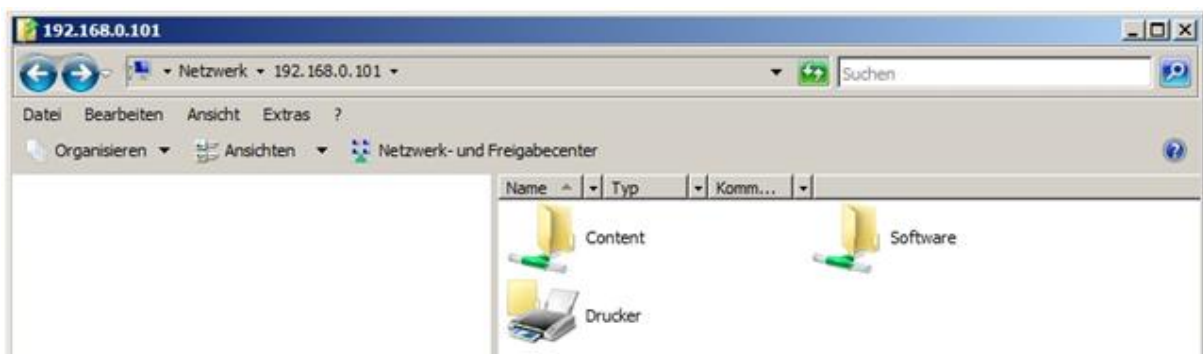 192.168.0.101
Netzwerk 192.168.0.101
Suchen
Datei Bearbeiten Ansicht Extras ?
Organisieren Ansichten Netzwerk- und Freigabecenter
Name Typ Komm...
Content Software
Drucker